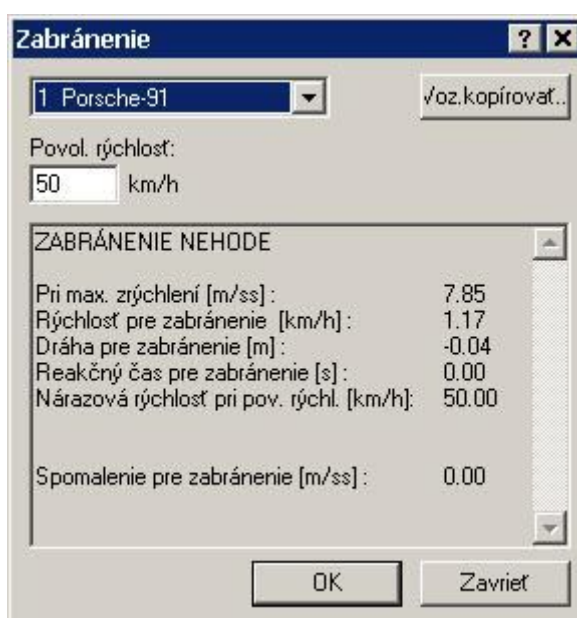 Zabránenie
1 Porsche-91
Voz.kopírovať..
Povol. rýchlosť:
50 km/h
ZABRÁNENIE NEHODE
Pri max. zrýchlení [m/ss] : 7.85
Rýchlosť pre zabránenie [km/h] : 1.17
Dráha pre zabránenie [m] : -0.04
Reakčný čas pre zabránenie [s] : 0.00
Nárazová rýchlosť pri pov. rýchl. [km/h]: 50.00
Spomalenie pre zabránenie [m/ss] : 0.00
OK
Zavrieť